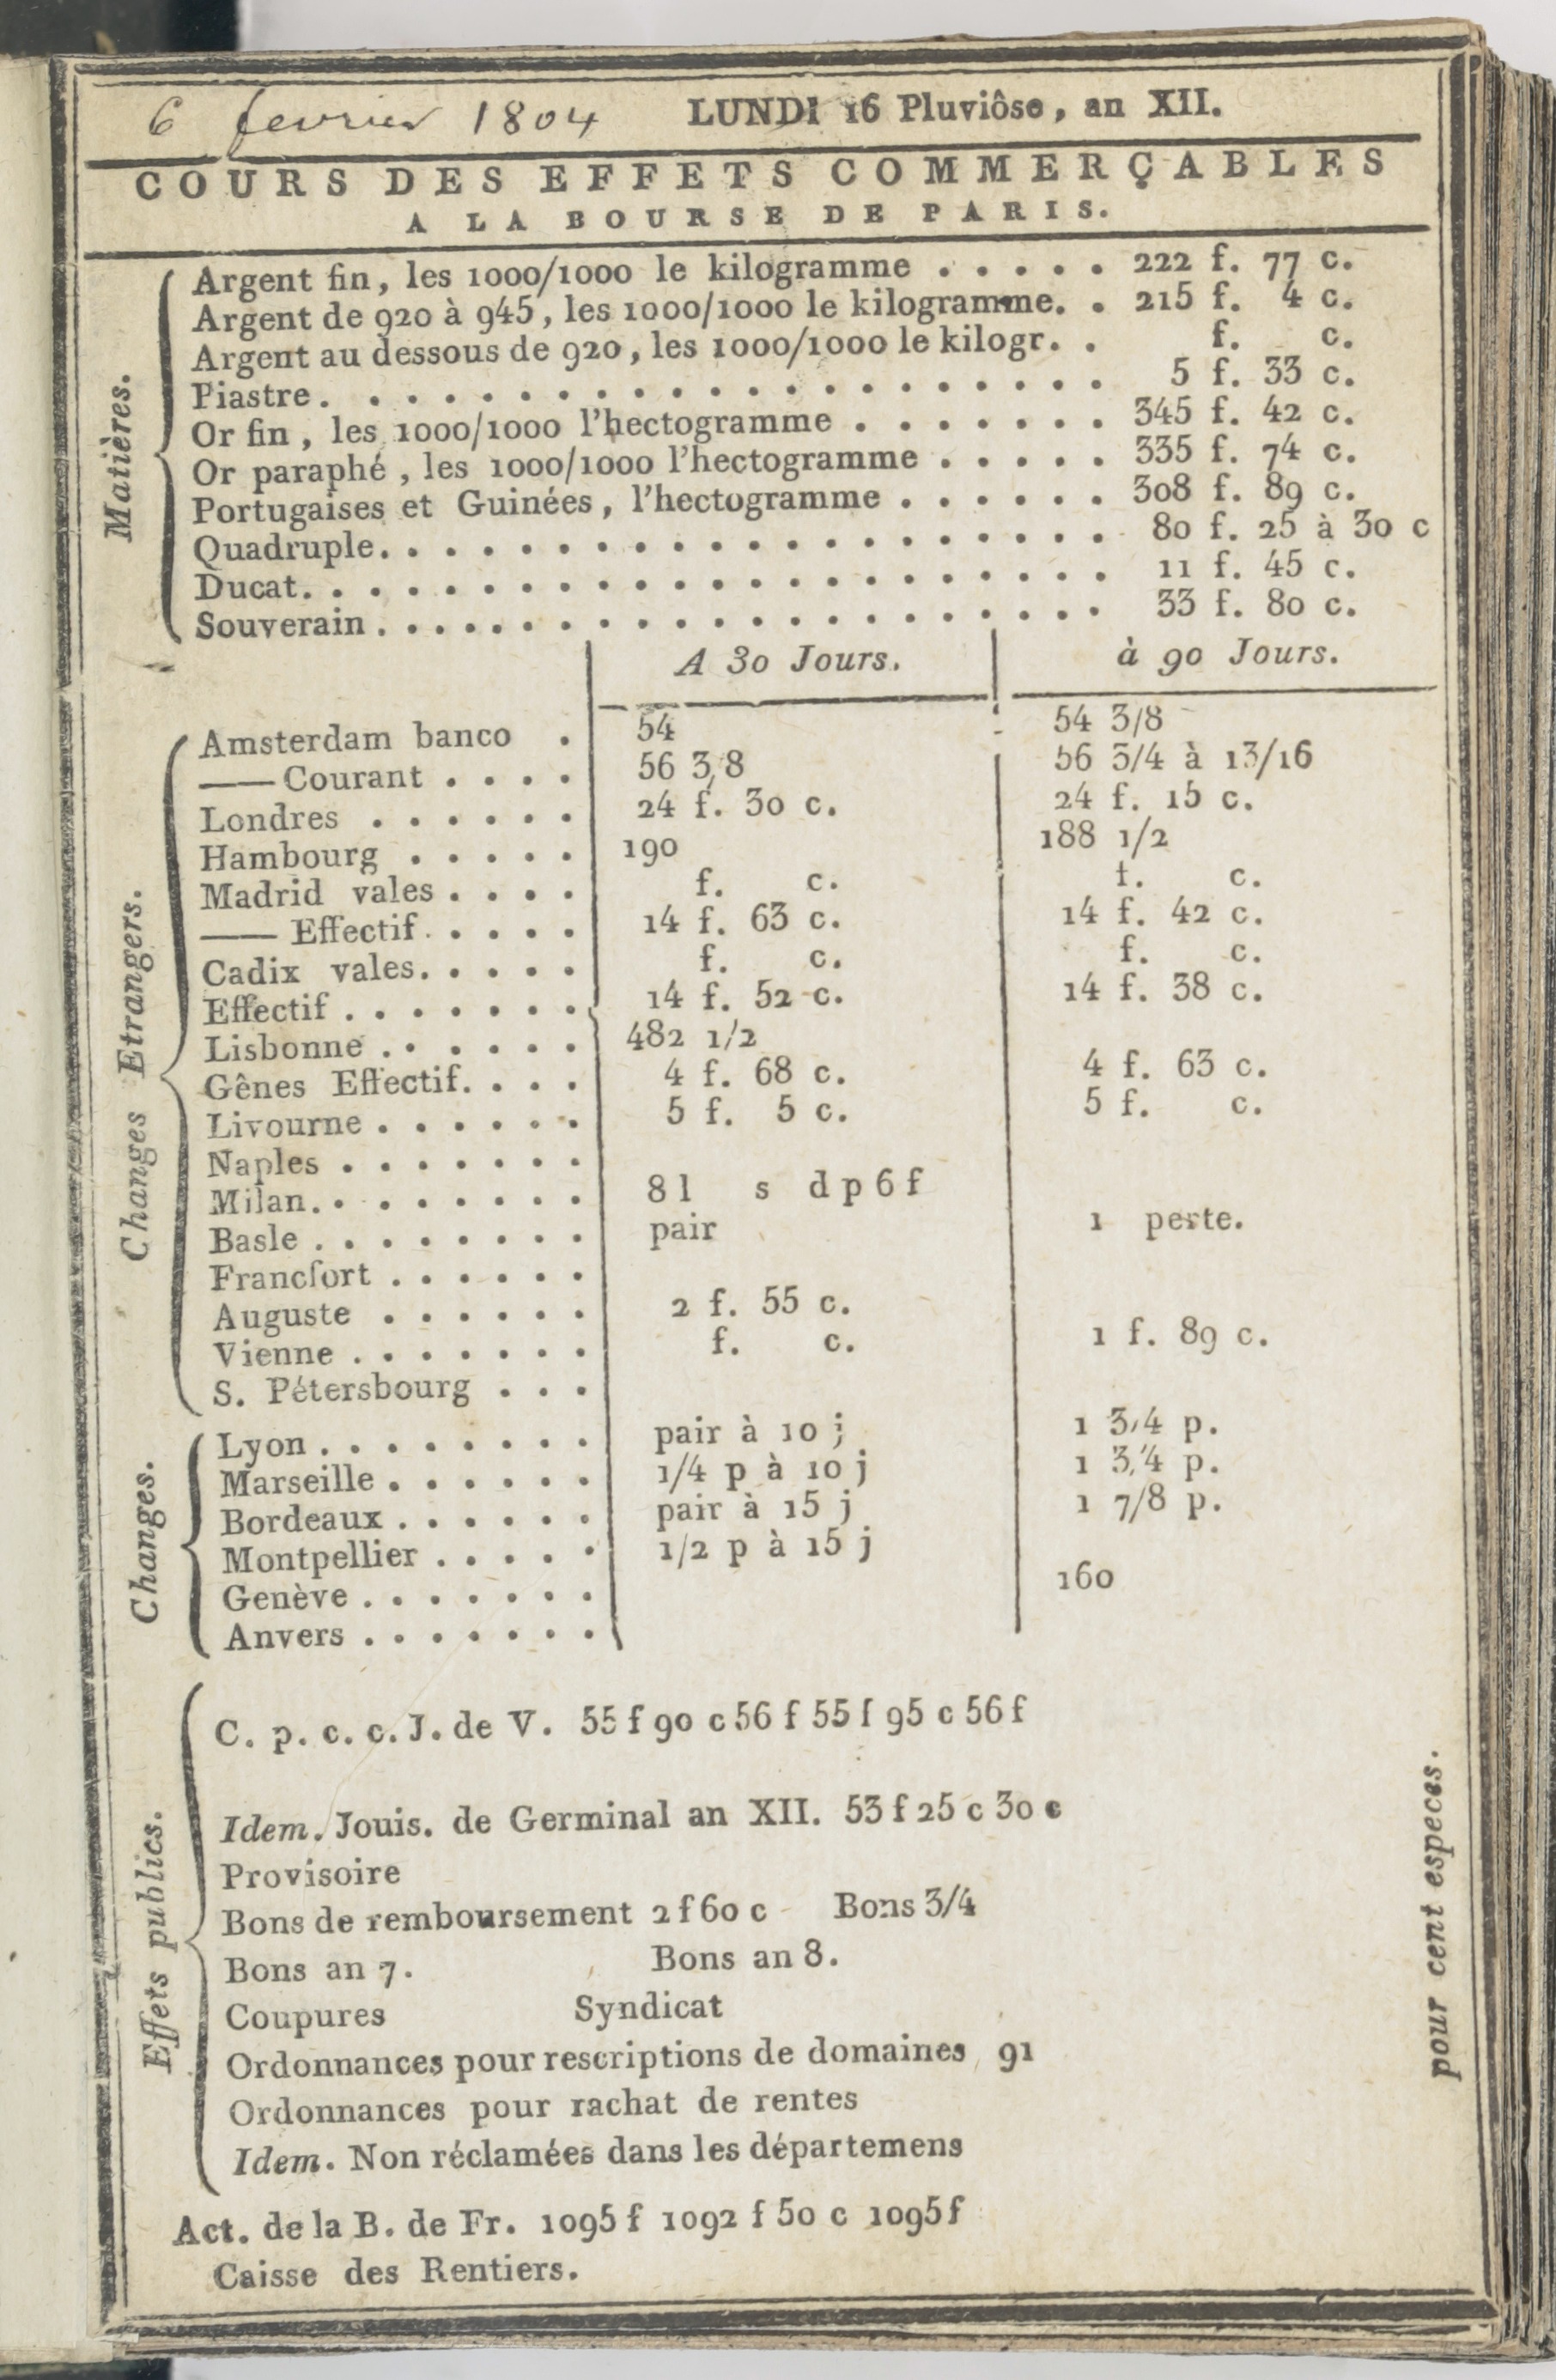 6 fevrier 1804 LUNDI 16 Pluviôse, an XII.
COURS DES EFFETS COMMERÇABLES
A LA BOURSE DE PARIS.
Matières.
Argent fin, les 1000/1000 le kilogramme . . . . . 222 f. 77 c.
Argent de 920 à 945, les 1000/1000 le kilogramme. . 215 f. 4 c.
Argent au dessous de 920, les 1000/1000 le kilogr. . f. c.
Piastre. . . . . . . . . . . . . . . . . . . . . 5 f. 33 c.
Or fin, les 1000/1000 l'hectogramme . . . . . . . 345 f. 42 c.
Or paraphé, les 1000/1000 l'hectogramme . . . . . 335 f. 74 c.
Portugaises et Guinées, l'hectogramme . . . . . . 308 f. 89 c.
Quadruple. . . . . . . . . . . . . . . . . . . . 80 f. 25 à 30 c
Ducat. . . . . . . . . . . . . . . . . . . . . . 11 f. 45 c.
Souverain . . . . . . . . . . . . . . . . . . . . 33 f. 80 c.
A 30 Jours. à 90 Jours.
Changes Etrangers.
Amsterdam banco . 54 54 3/8
—— Courant . . . . 56 3/8 56 3/4 à 13/16
Londres . . . . . . 24 f. 30 c. 24 f. 15 c.
Hambourg . . . . . 190 188 1/2
Madrid vales . . . . f. c. f. c.
—— Effectif . . . . . 14 f. 63 c. 14 f. 42 c.
Cadix vales. . . . . f. c. f. c.
Effectif . . . . . . . 14 f. 52 c. 14 f. 38 c.
Lisbonne . . . . . . 482 1/2
Gênes Effectif. . . . 4 f. 68 c. 4 f. 63 c.
Livourne . . . . . . 5 f. 5 c. 5 f. c.
Naples . . . . . . .
Milan. . . . . . . . 8 l s d p 6 f
Basle . . . . . . . . pair 1 perte.
Francfort . . . . . .
Auguste . . . . . . 2 f. 55 c.
Vienne . . . . . . . f. c. 1 f. 89 c.
S. Pétersbourg . . .
Changes.
Lyon . . . . . . . . pair à 10 j 1 3/4 p.
Marseille . . . . . . 1/4 p à 10 j 1 3/4 p.
Bordeaux . . . . . . pair à 15 j 1 7/8 p.
Montpellier . . . . . 1/2 p à 15 j
Genève . . . . . . . 160
Anvers . . . . . . .
Effets publics.
C. p. c. c. J. de V. 55 f 90 c 56 f 55 f 95 c 56 f
Idem. Jouis. de Germinal an XII. 53 f 25 c 30 c
Provisoire
Bons de remboursement 2 f 60 c Bons 3/4
Bons an 7. Bons an 8.
Coupures Syndicat
Ordonnances pour rescriptions de domaines 91
Ordonnances pour rachat de rentes
Idem. Non réclamées dans les départemens
pour cent especes.
Act. de la B. de Fr. 1095 f 1092 f 50 c 1095 f
Caisse des Rentiers.